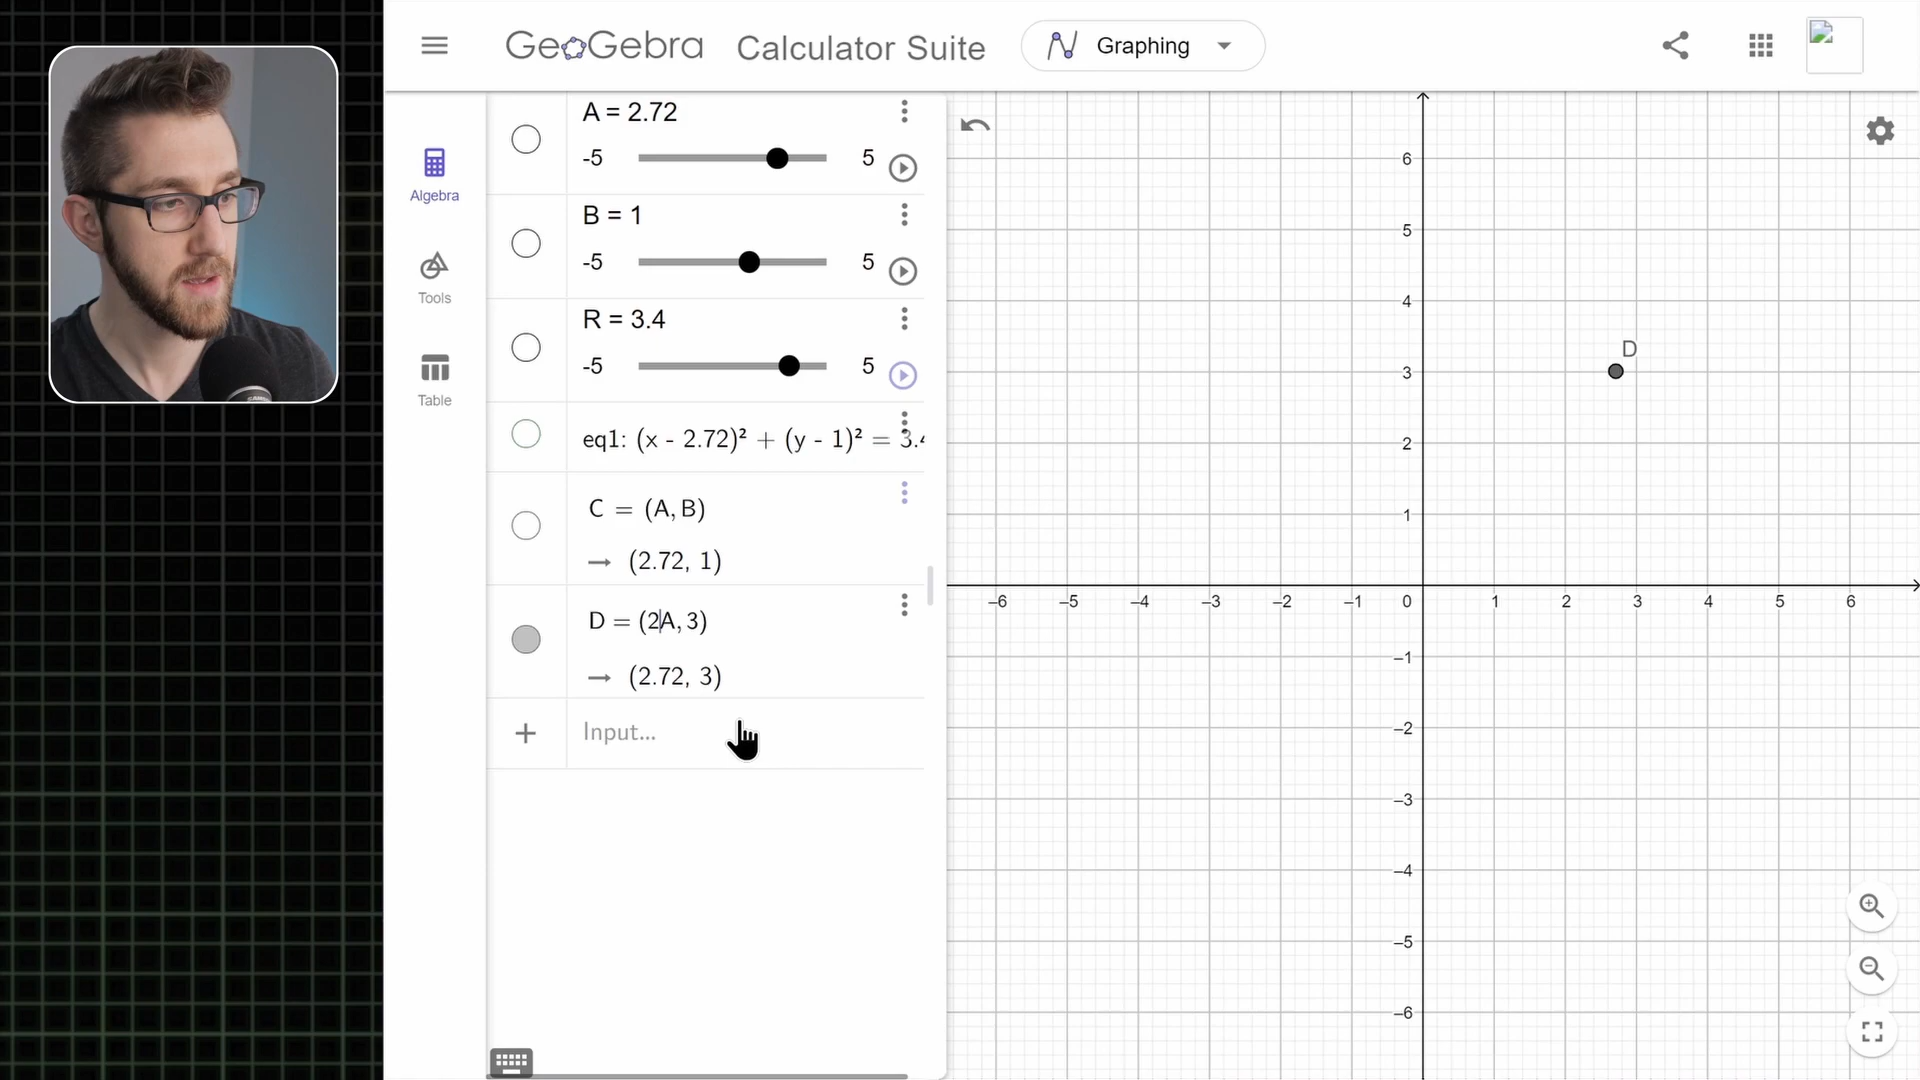 GeoGebra Calculator Suite Graphing
Algebra
Tools
Table
A = 2.72
-5 5
B = 1
-5 5
R = 3.4
-5 5
eq1: (x - 2.72)² + (y - 1)² = 3.4
C = (A, B)
→ (2.72, 1)
D = (2A, 3)
→ (2.72, 3)
+ Input...
6
5
4
3
2
1
–6 –5 –4 –3 –2 –1 0 1 2 3 4 5 6
–1
–2
–3
–4
–5
–6
D